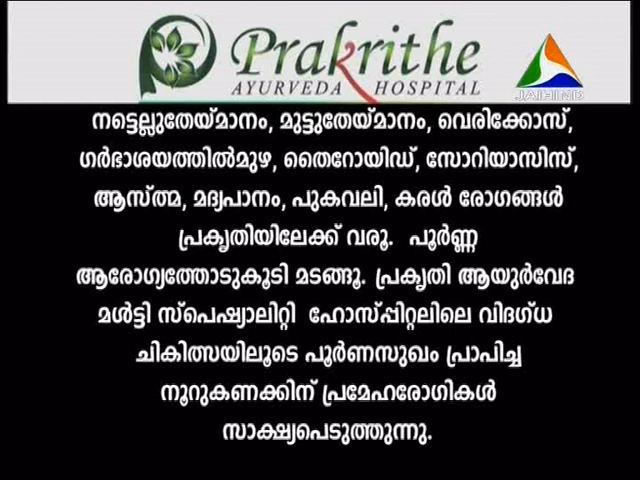 Prakrithe
AYURVEDA HOSPITAL
JAIHIND
നട്ടെല്ലുതേയ്മാനം, മുട്ടുതേയ്മാനം, വെരിക്കോസ്,
ഗർഭാശയത്തിൽമുഴ, തൈറോയിഡ്, സോറിയാസിസ്,
ആസ്ത്മ, മദ്യപാനം, പുകവലി, കരൾ രോഗങ്ങൾ
പ്രകൃതിയിലേക്ക് വരൂ. പൂർണ്ണ
ആരോഗ്യത്തോടുകൂടി മടങ്ങൂ. പ്രകൃതി ആയുർവേദ
മൾട്ടി സ്പെഷ്യാലിറ്റി ഹോസ്പ്പിറ്റലിലെ വിദഗ്ധ
ചികിത്സയിലൂടെ പൂർണസുഖം പ്രാപിച്ച
നൂറുകണക്കിന് പ്രമേഹരോഗികൾ
സാക്ഷ്യപെടുത്തുന്നു.